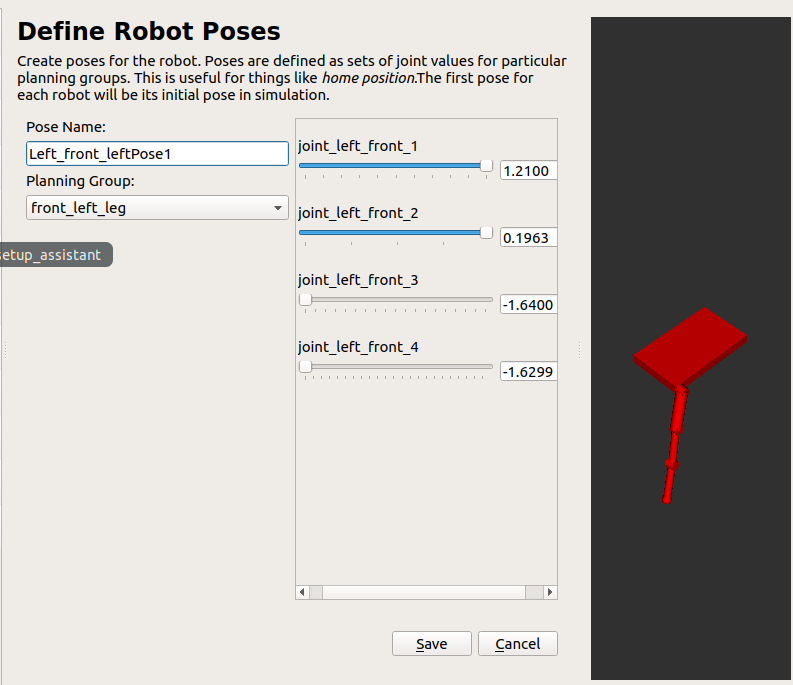 Define Robot Poses
Create poses for the robot. Poses are defined as sets of joint values for particular
planning groups. This is useful for things like home position.The first pose for
each robot will be its initial pose in simulation.
Pose Name:
Left_front_leftPose1
Planning Group:
front_left_leg
setup_assistant
joint_left_front_1
1.2100
joint_left_front_2
0.1963
joint_left_front_3
-1.6400
joint_left_front_4
-1.6299
Save
Cancel